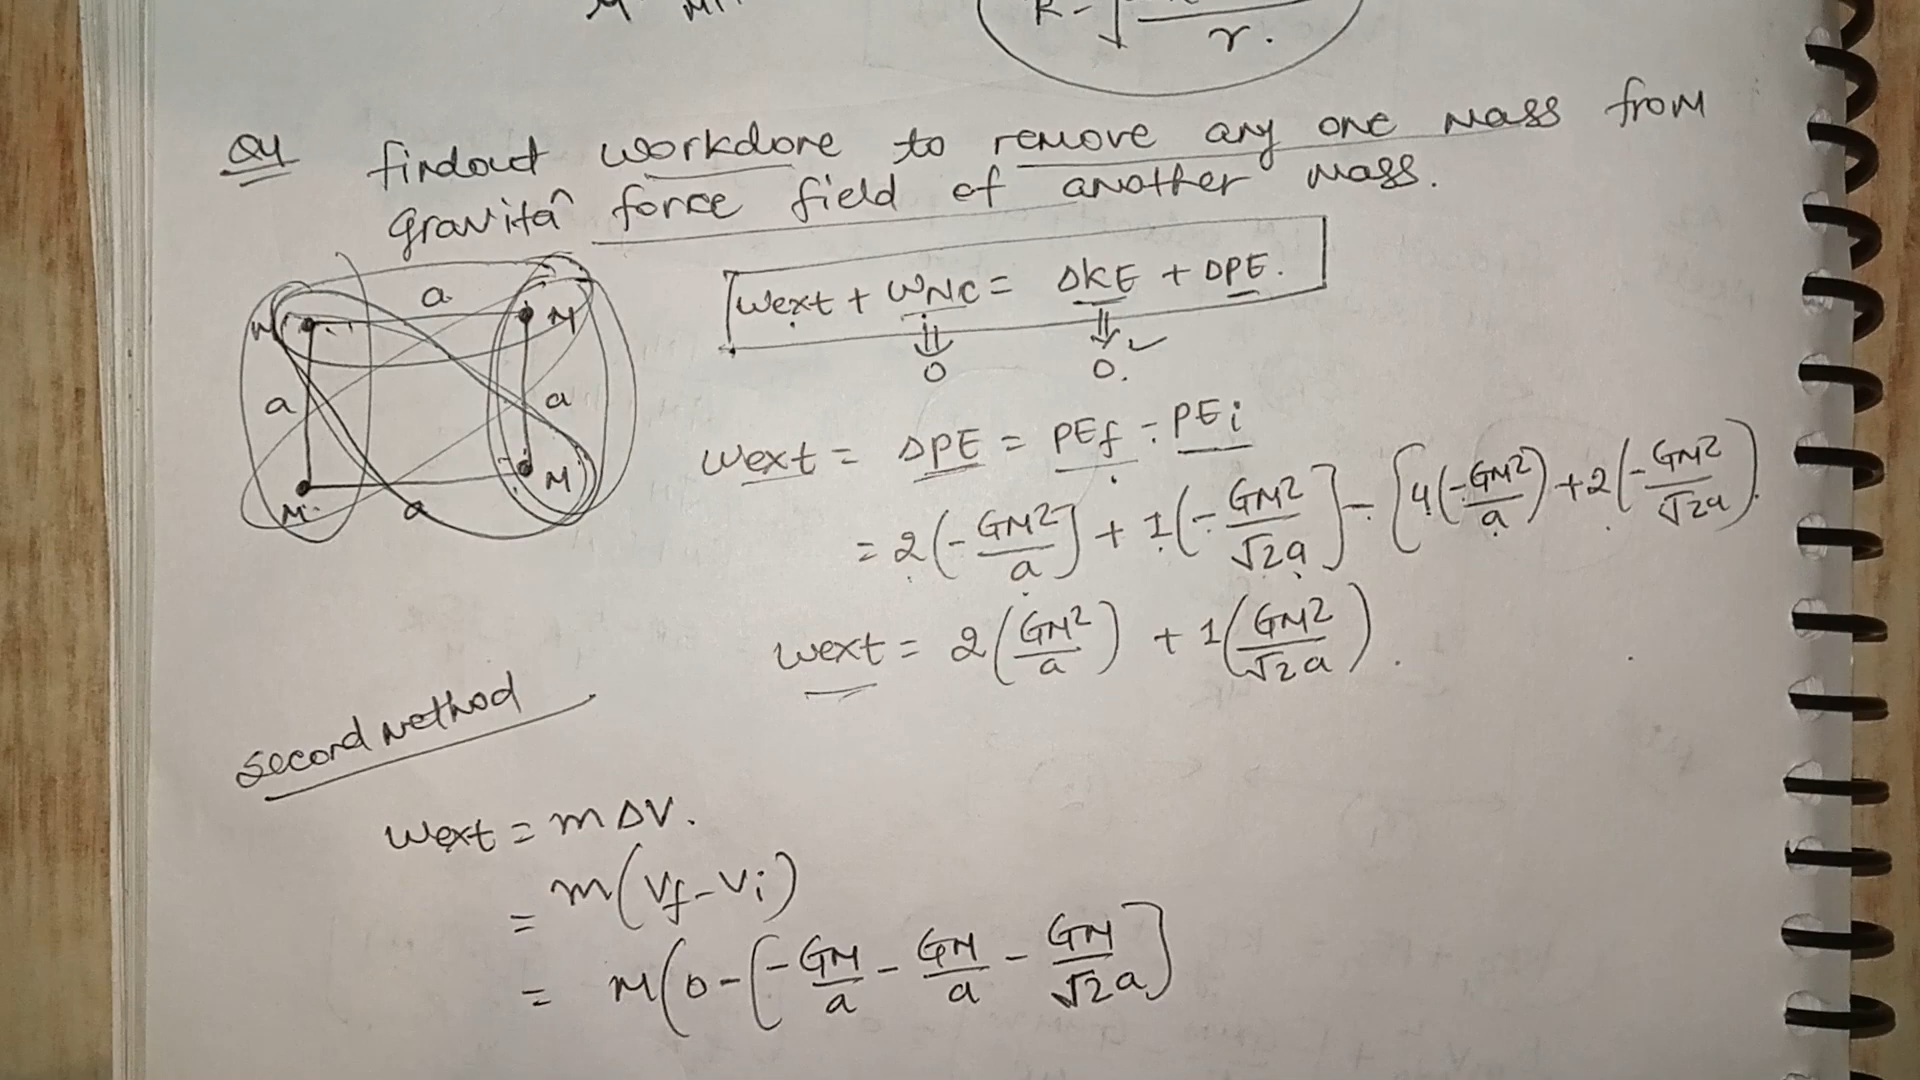 r.
Q4 findout workdone to remove any one mass from
gravitaⁿ force field of another mass.
a
M
Wext + WNC = ΔKE + ΔPE.
0
0.
a
a
M
M
a
Wext = ΔPE = PEf - PEi
= 2(-GM²/a] + 1(-GM²/√2a] - [4(-GM²/a) + 2(-GM²/√2a)
Wext = 2(GM²/a) + 1(GM²/√2a).
second method
Wext = mΔV.
= m(Vf-Vi)
= M(0-[-GM/a - GM/a - GM/√2a]